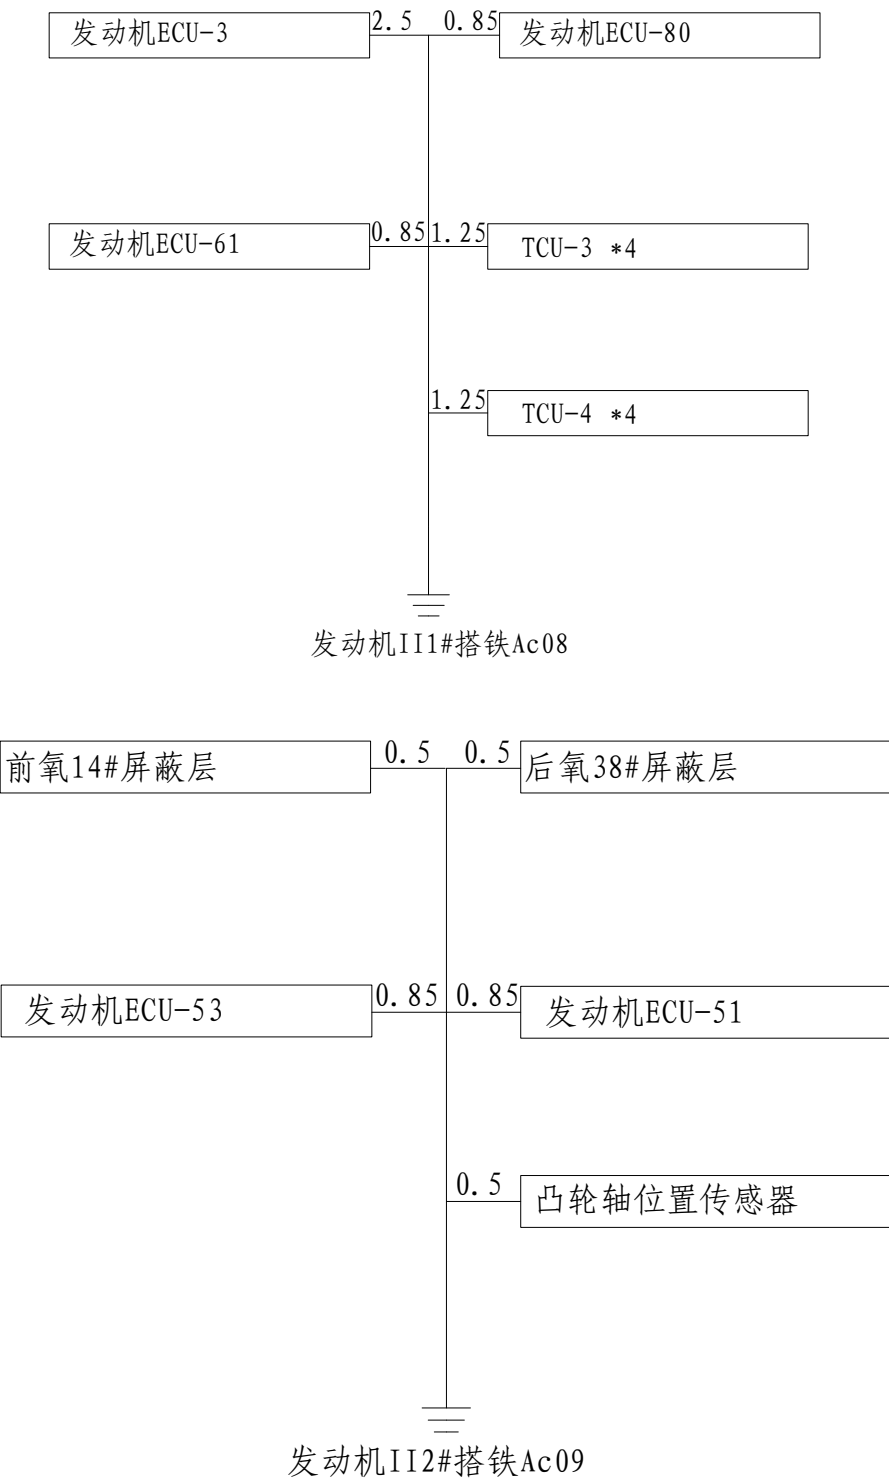 发动机ECU-3 2.5 0.85 发动机ECU-80
发动机ECU-61 0.85 1.25 TCU-3 *4
1.25 TCU-4 *4
发动机II1#搭铁Ac08
前氧14#屏蔽层 0.5 0.5 后氧38#屏蔽层
发动机ECU-53 0.85 0.85 发动机ECU-51
0.5 凸轮轴位置传感器
发动机II2#搭铁Ac09